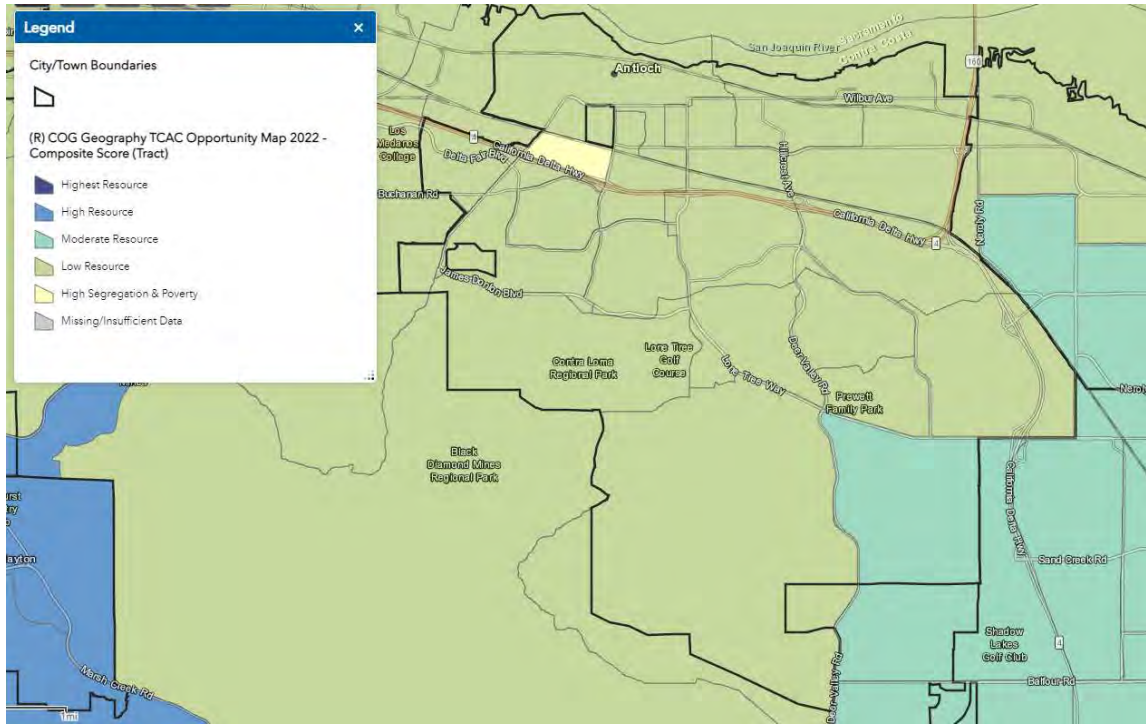 Legend
×
City/Town Boundaries
(R) COG Geography TCAC Opportunity Map 2022 -
Composite Score (Tract)
Highest Resource
High Resource
Moderate Resource
Low Resource
High Segregation & Poverty
Missing/Insufficient Data
San Joaquin River
Sacramento
Contra Costa
Antioch
160
Wilbur Ave
Los
Medanos
College
4
California Delta Hwy
Delta Fair Blvd
Buchanan Rd
Hillcrest Ave
Neroly Rd
California Delta Hwy
4
James Donlon Blvd
Contra Loma
Regional Park
Lone Tree
Golf
Course
Lone Tree Way
Deer Valley Rd
Prewett
Family Park
Black
Diamond Mines
Regional Park
California Delta Hwy
Sand Creek Rd
Shadow
Lakes
Golf Club
4
Balfour Rd
Deer Valley Rd
Marsh Creek Rd
1mi